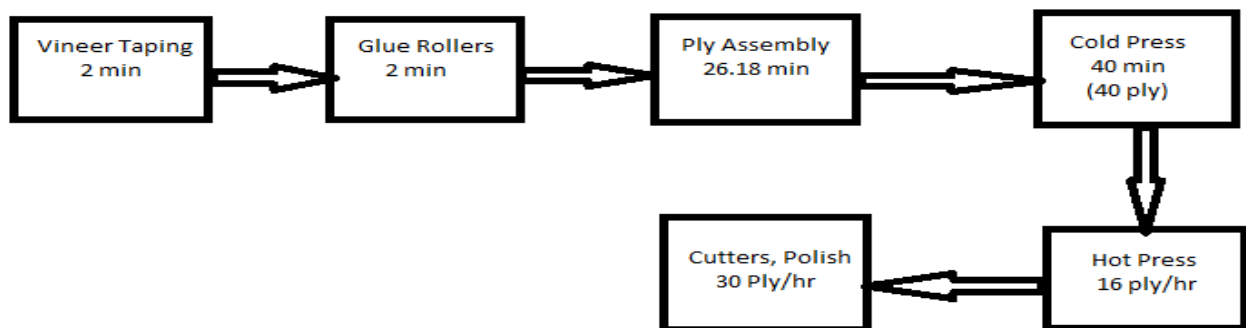 Vineer Taping
2 min
Glue Rollers
2 min
Ply Assembly
26.18 min
Cold Press
40 min
(40 ply)
Hot Press
16 ply/hr
Cutters, Polish
30 Ply/hr